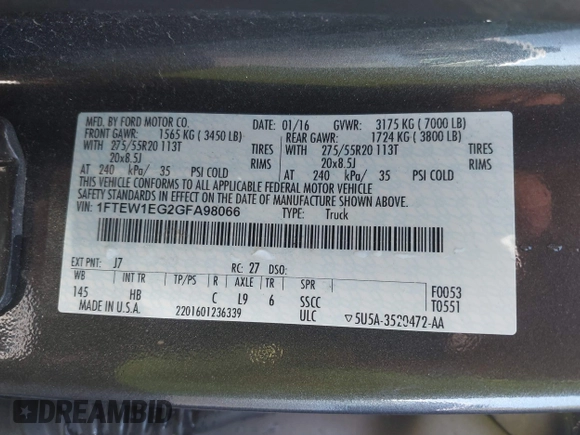 MFD. BY FORD MOTOR CO. DATE: 01/16 GVWR: 3175 KG ( 7000 LB)
FRONT GAWR: 1565 KG ( 3450 LB) REAR GAWR: 1724 KG ( 3800 LB)
WITH 275/55R20 113T TIRES WITH 275/55R20 113T TIRES
20x8.5J RIMS 20x8.5J RIMS
AT 240 kPa/ 35 PSI COLD AT 240 kPa/ 35 PSI COLD
THIS VEHICLE CONFORMS TO ALL APPLICABLE FEDERAL MOTOR VEHICLE
SAFETY STANDARDS IN EFFECT ON THE DATE OF MANUFACTURE SHOWN ABOVE.
VIN: 1FTEW1EG2GFA98066 TYPE: Truck
EXT PNT: J7 RC: 27 DSO:
WB INT TR TP/PS R AXLE TR SPR
145 HB C L9 6 SSCC
F0053
T0551
MADE IN U.S.A. 2201601236339 ULC ▽5U5A-3520472-AA
DREAMBID